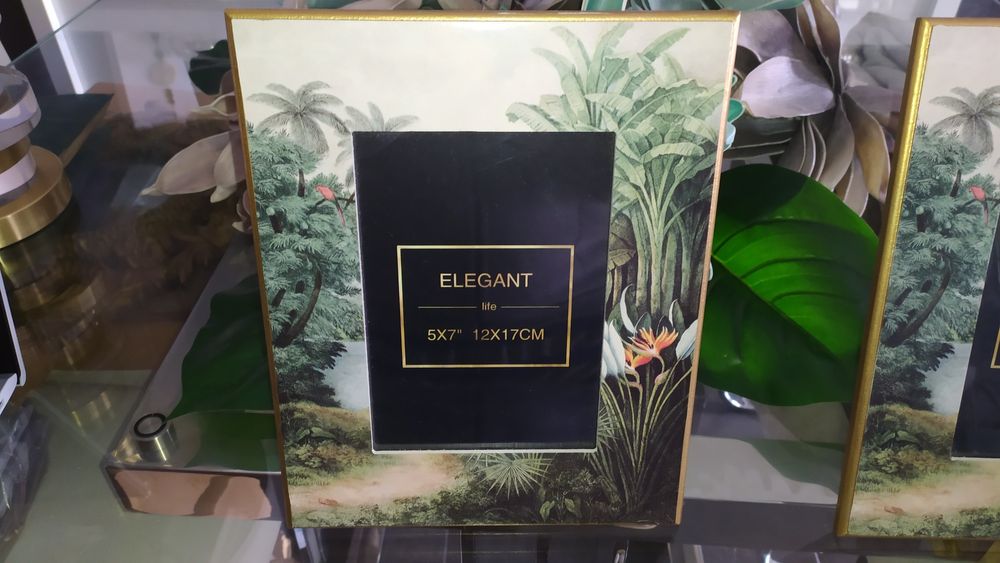 ELEGANT
life
5X7" 12X17CM